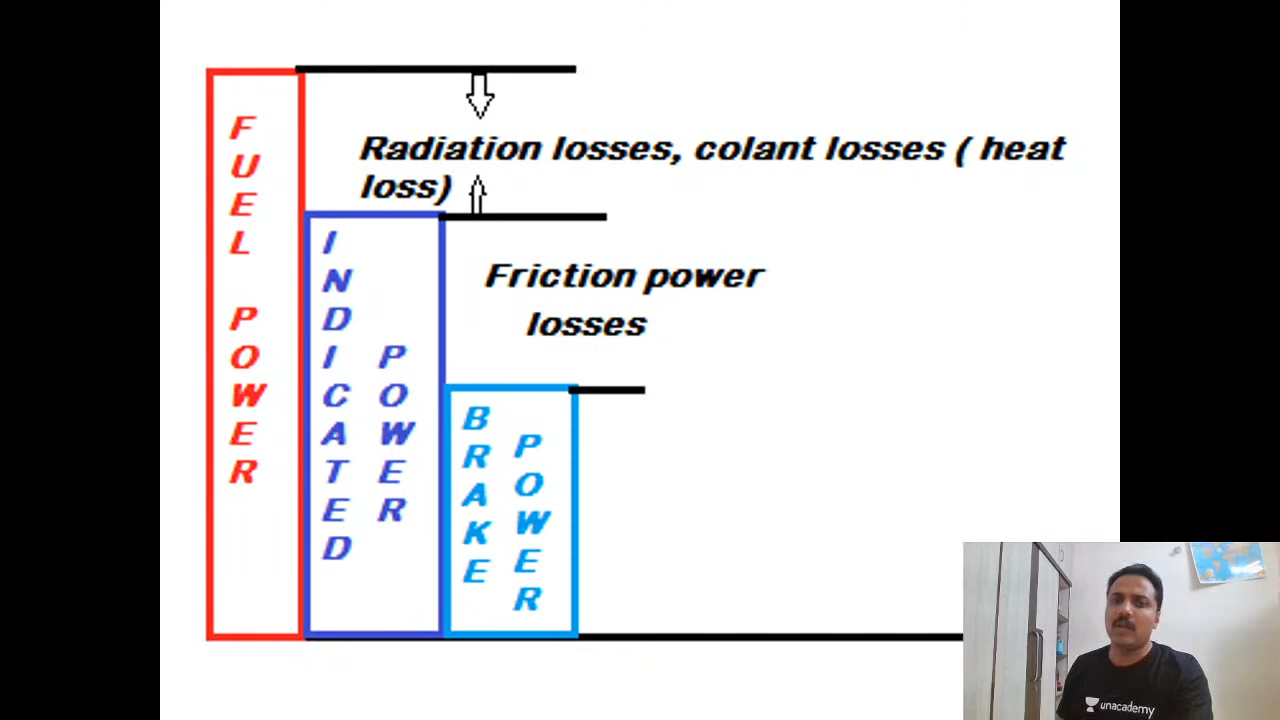 FUEL POWER
Radiation losses, colant losses ( heat
loss)
INDICATED POWER
Friction power
losses
BRAKE POWER
unacademy